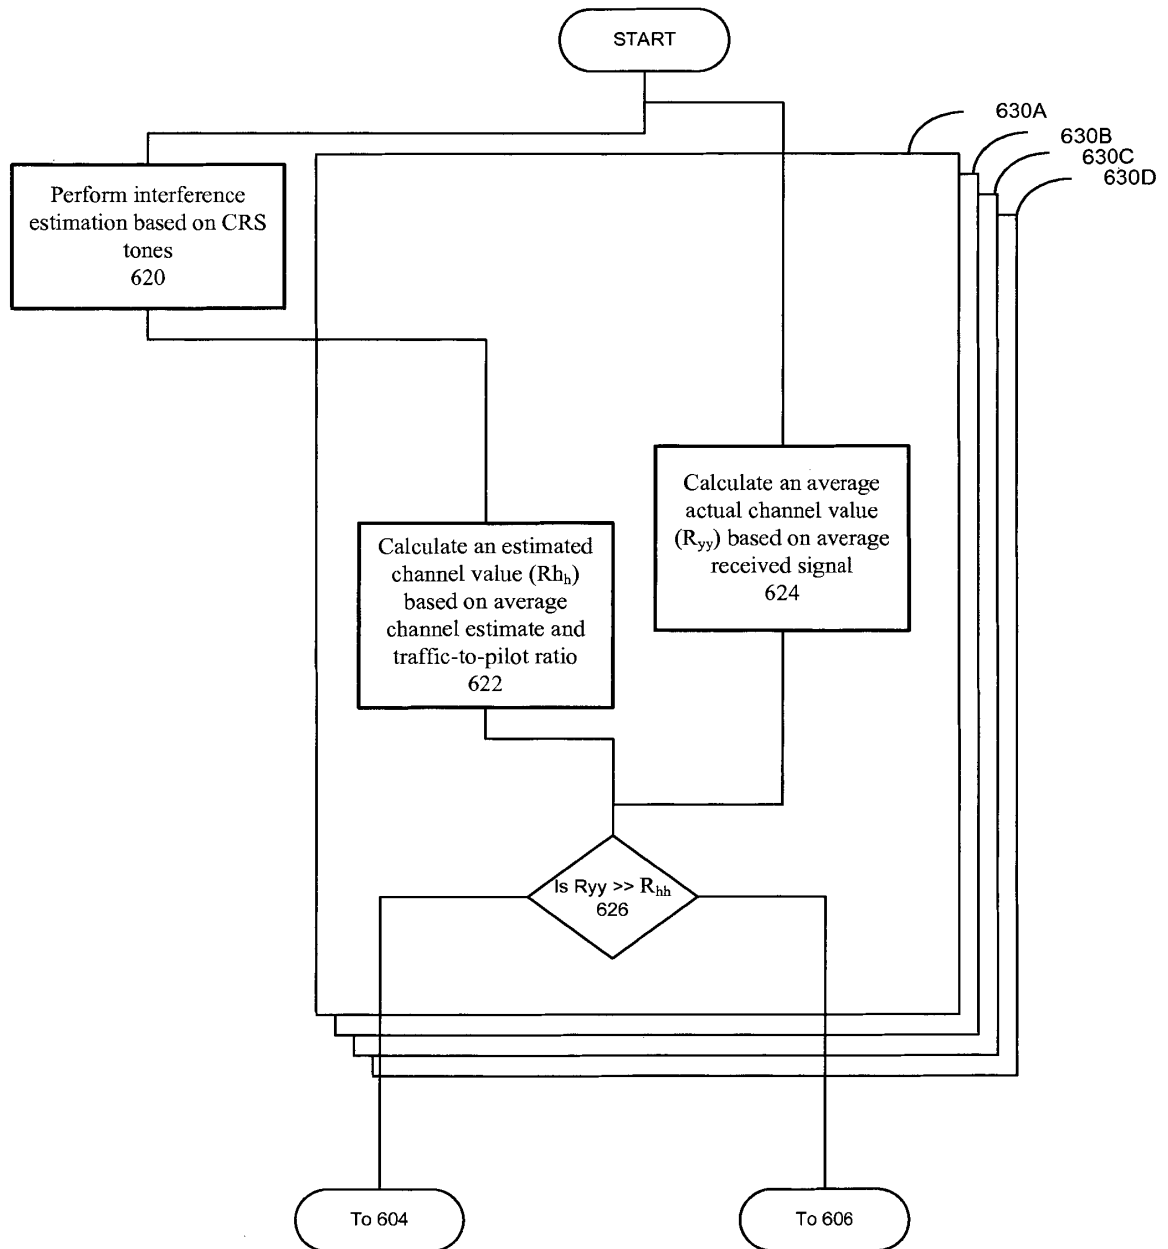 START
630A
630B
630C
630D
Perform interference
estimation based on CRS
tones
620
Calculate an average
actual channel value
(Ryy) based on average
received signal
624
Calculate an estimated
channel value (Rhh)
based on average
channel estimate and
traffic-to-pilot ratio
622
Is Ryy >> Rhh
626
To 604
To 606